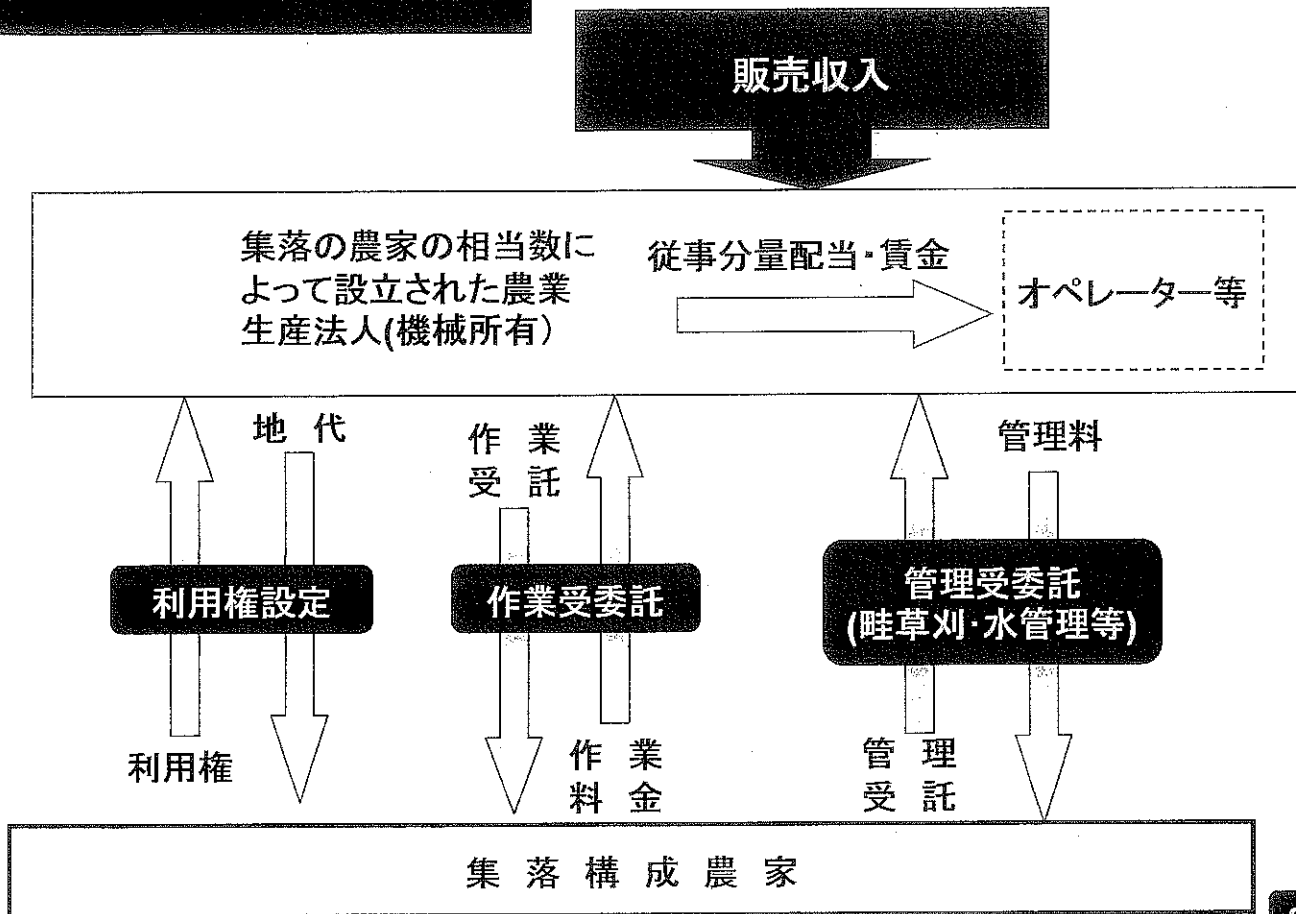 販売収入
集落の農家の相当数に
よって設立された農業
生産法人(機械所有)
従事分量配当・賃金
オペレーター等
地 代
作 業
受 託
管理料
利用権設定
作業受委託
管理受委託
(畦草刈・水管理等)
利用権
作 業
料 金
管 理
受 託
集 落 構 成 農 家